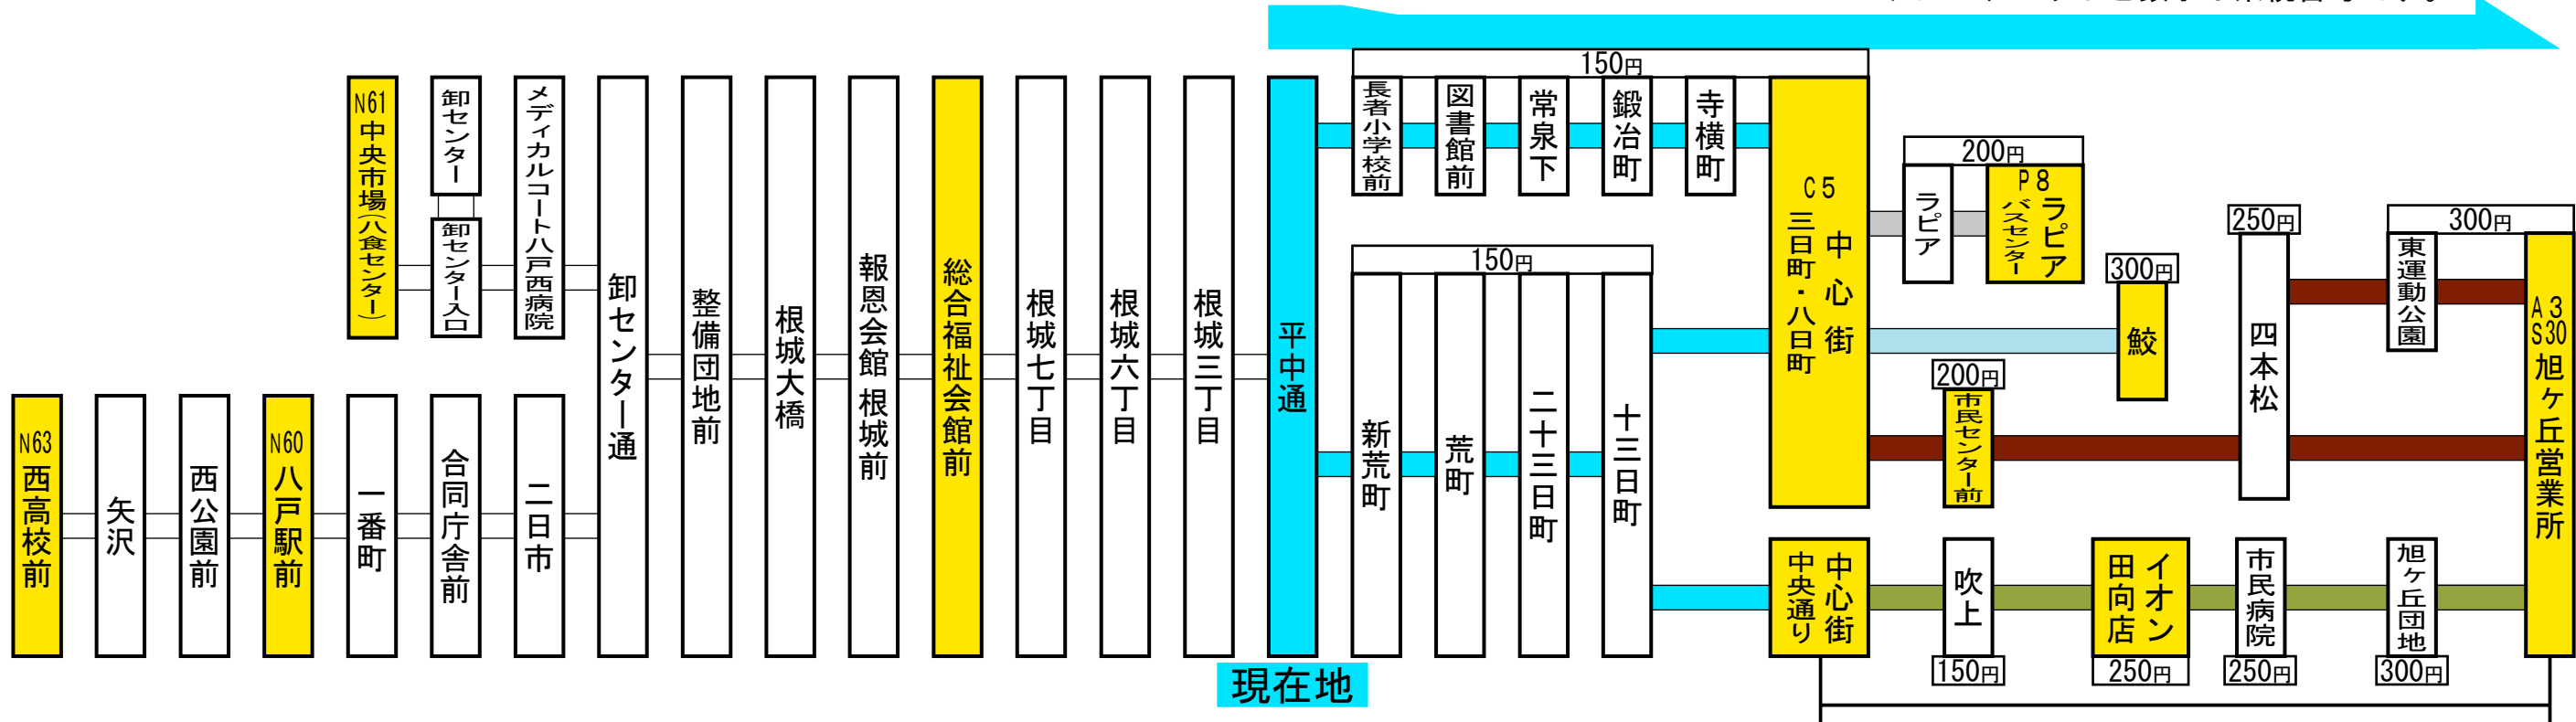 150円
N61 中央市場(八食センター)
卸センター
卸センター入口
メディカルコート八戸西病院
N63 西高校前
矢沢
西公園前
N60 八戸駅前
一番町
合同庁舎前
二日市
卸センター通
整備団地前
根城大橋
報恩会館 根城前
総合福祉会館前
根城七丁目
根城六丁目
根城三丁目
平中通
現在地
長者小学校前
図書館前
常泉下
鍛冶町
寺横町
150円
新荒町
荒町
二十三日町
十三日町
C5
中心街
三日町・八日町
中心街
中央通り
200円
ラピア
P8
ラピア
バスセンター
300円
鮫
200円
市民センター前
250円
四本松
300円
東運動公園
A3
S30
旭ヶ丘営業所
吹上
150円
イオン
田向店
250円
市民病院
250円
旭ヶ丘団地
300円